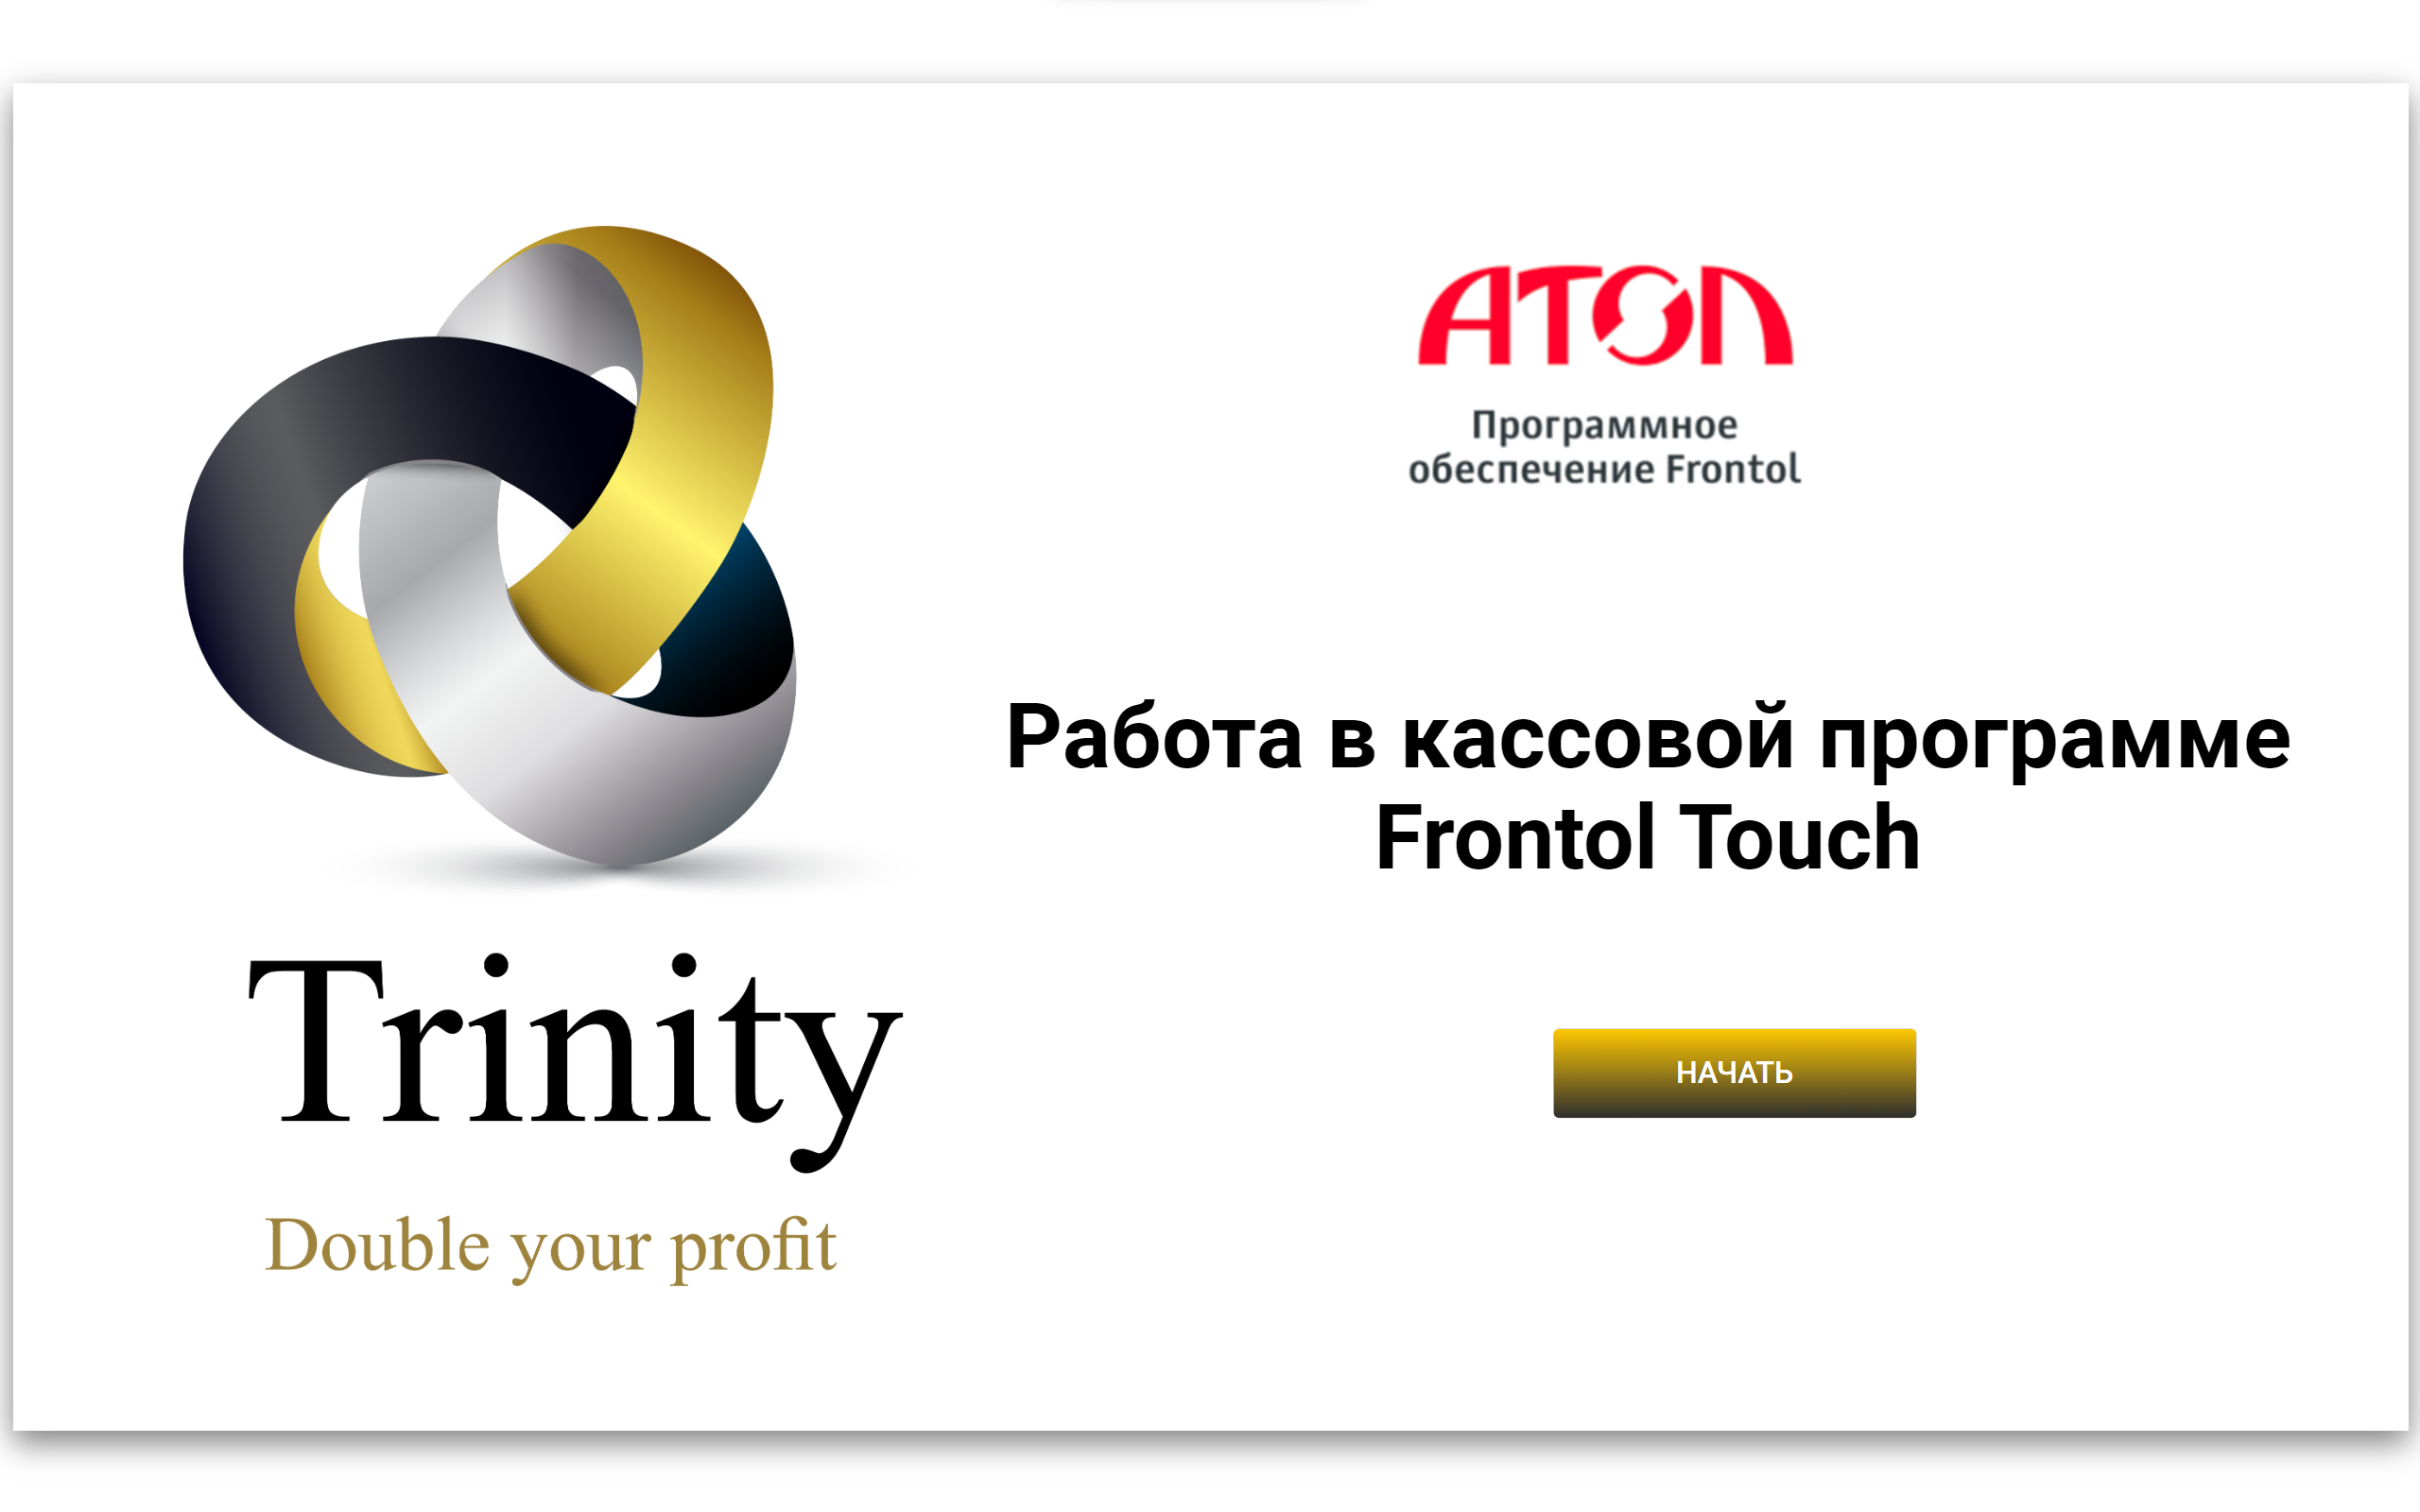 Trinity
Double your profit
АТОЛ
Программное
обеспечение Frontol
Работа в кассовой программе
Frontol Touch
НАЧАТЬ